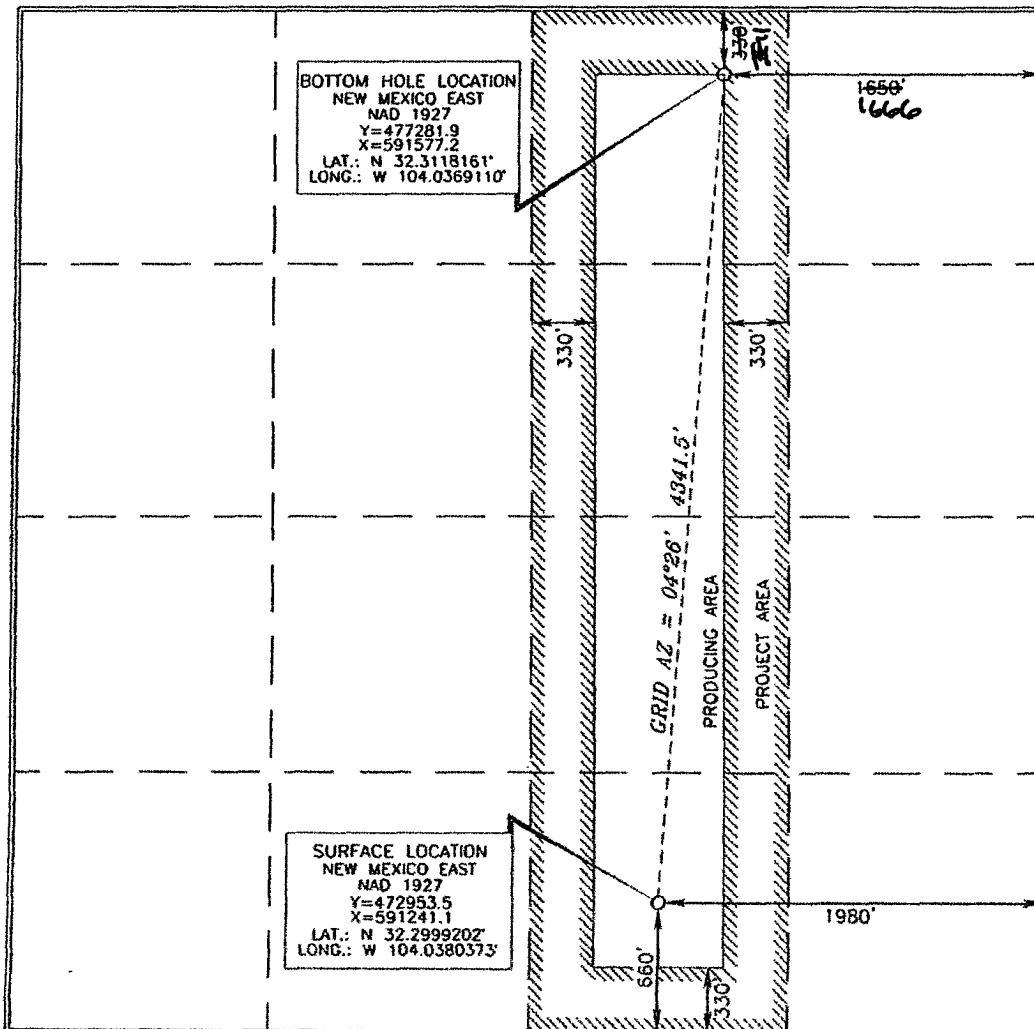 330'
1650'
1666
BOTTOM HOLE LOCATION
NEW MEXICO EAST
NAD 1927
Y=477281.9
X=591577.2
LAT.: N 32.3118161°
LONG.: W 104.0369110°
330'
330'
GRID AZ = 04°26' 4341.5'
PRODUCING AREA
PROJECT AREA
SURFACE LOCATION
NEW MEXICO EAST
NAD 1927
Y=472953.5
X=591241.1
LAT.: N 32.2999202°
LONG.: W 104.0380373°
1980'
660'
330'